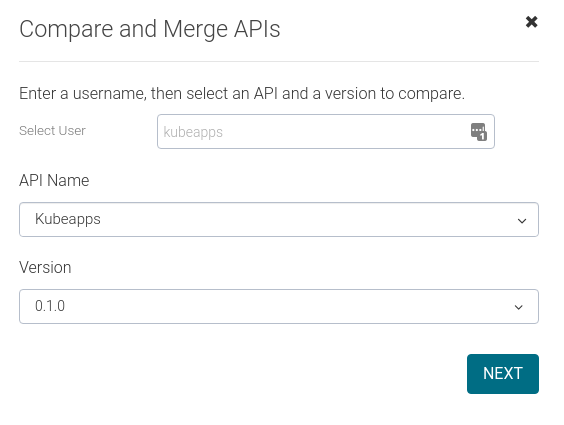 Compare and Merge APIs
Enter a username, then select an API and a version to compare.
Select User
kubeapps
1
API Name
Kubeapps
Version
0.1.0
NEXT